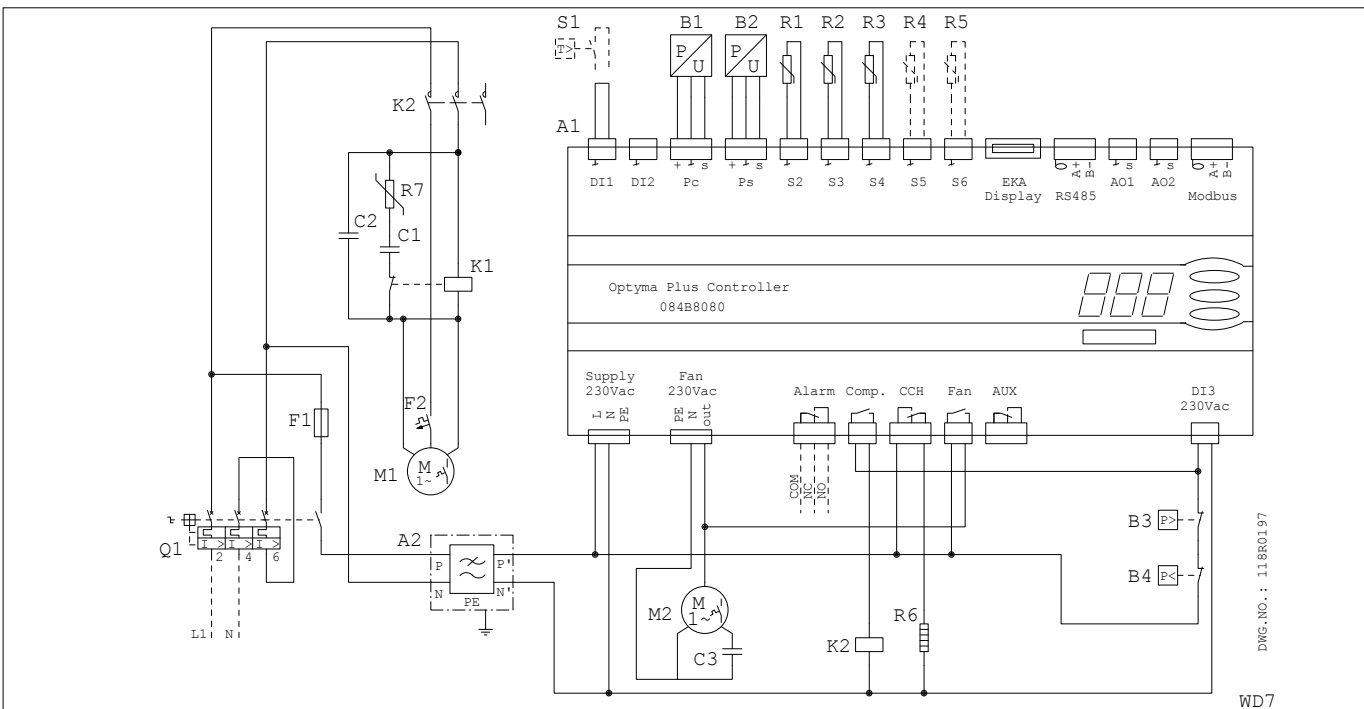 S1 B1 B2 R1 R2 R3 R4 R5
T> P U P U
K2
A1
+ s + s A+ B- s s A+ B-
DI1 DI2 Pc Ps S2 S3 S4 S5 S6 EKA Display RS485 AO1 AO2 Modbus
R7
C2 C1
K1
Optyma Plus Controller
084B8080
Supply 230Vac Fan 230Vac Alarm Comp. CCH Fan AUX DI3 230Vac
L N PE PE N out
F2
F1
M1 M 1~
COM NC NO
Q1 I > I > I >
2 4 6
A2
P P'
N N'
PE
B3 P>
B4 P<
M2 M 1~
C3
K2 R6
L1 N
DWG.NO.: 118R0197
WD7